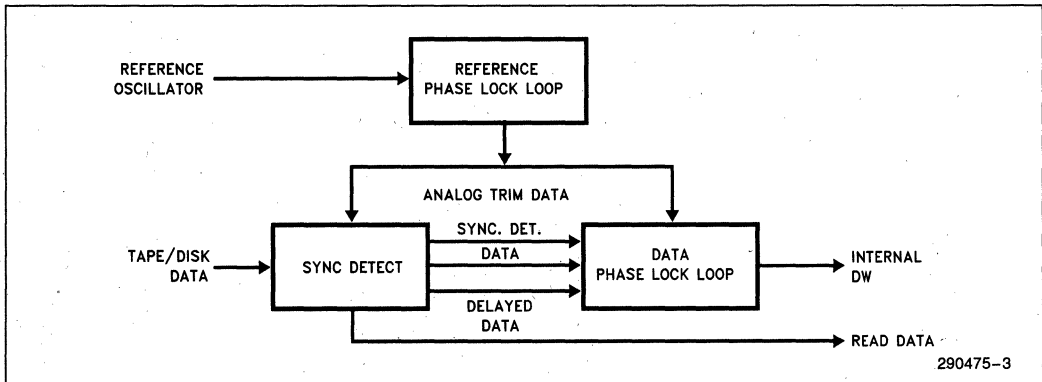 REFERENCE
OSCILLATOR
REFERENCE
PHASE LOCK LOOP
ANALOG TRIM DATA
TAPE/DISK
DATA
SYNC DETECT
SYNC. DET.
DATA
DELAYED
DATA
DATA
PHASE LOCK LOOP
INTERNAL
DW
READ DATA
290475-3